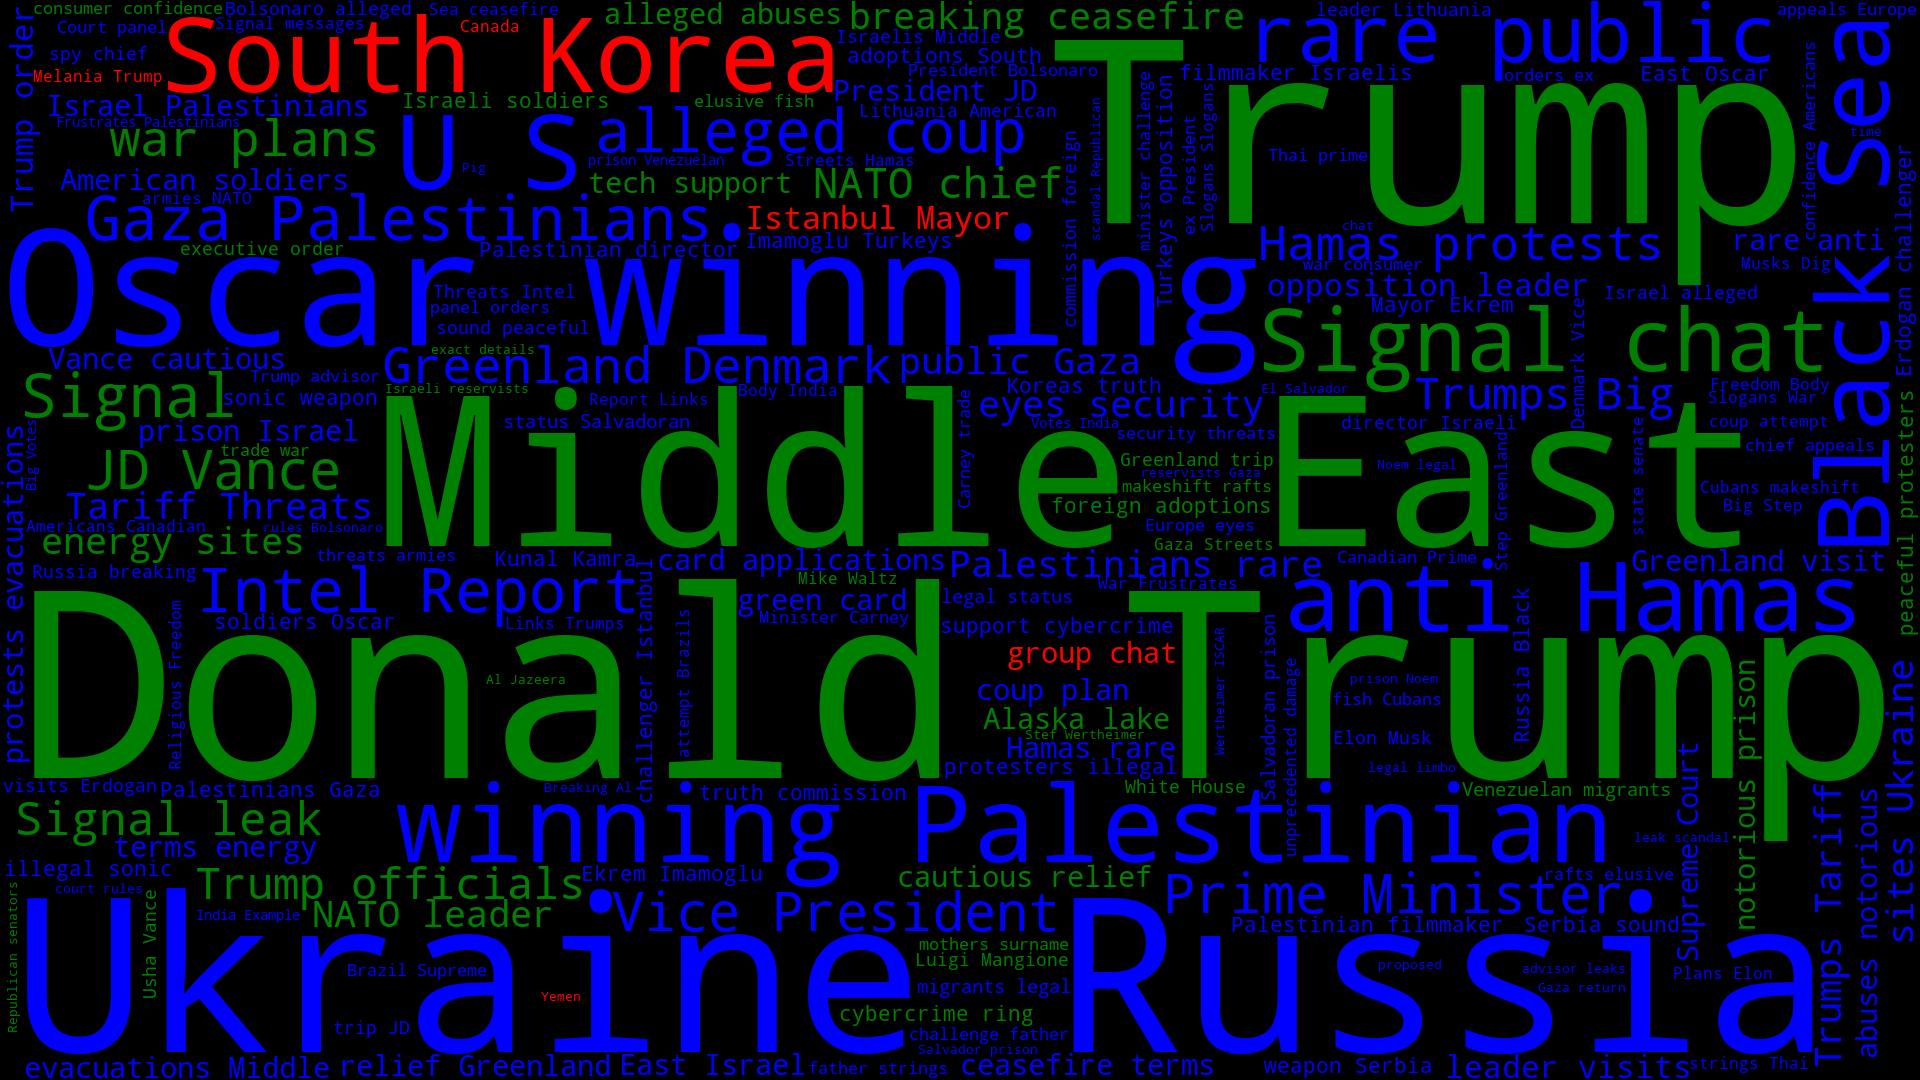 consumer confidence
Bolsonaro alleged
Sea ceasefire
alleged abuses
breaking ceasefire
leader Lithuania
appeals Europe
Court panel
Signal messages
Canada
South Korea
Israelis Middle
rare public
spy chief
adoptions South
Melania Trump
President Bolsonaro
filmmaker Israelis
orders ex
East Oscar
Trump order
Israel Palestinians
Israeli soldiers
elusive fish
President JD
Trump
Black Sea
Frustrates Palestinians
Lithuania American
war plans
U S
alleged coup
time
Pig
prison Venezuelan
Streets Hamas
Thai prime
American soldiers
tech support
NATO chief
armies NATO
commission foreign
scandal Republican
minister challenge
Turkeys opposition
ex President
Slogans Slogans
confidence Americans
Erdogan challenger
Gaza Palestinians
Istanbul Mayor
chat
executive order
Palestinian director
Imamoglu Turkeys
Hamas protests
rare anti
Oscar winning
war consumer
Musks Dig
Threats Intel
opposition leader
Israel alleged
panel orders
Mayor Ekrem
sound peaceful
Signal chat
exact details
Vance cautious
Greenland Denmark
public Gaza
Denmark Vice
Trump advisor
Israeli reservists
Body India
Koreas truth
El Salvador
Freedom Body
Signal
sonic weapon
Report Links
eyes security
Trumps Big
Slogans War
status Salvadoran
Votes India
director Israeli
coup attempt
prison Israel
security threats
chief appeals
trade war
Middle East
Big Votes
Carney trade
JD Vance
Greenland trip
Noem legal
reservists Gaza
makeshift rafts
Cubans makeshift
Tariff Threats
foreign adoptions
Big Step
state senate
Step Greenland
Americans Canadian
rules Bolsonaro
Europe eyes
energy sites
Gaza Streets
threats armies
Kunal Kamra
card applications
Palestinians rare
Canadian Prime
Greenland visit
protests evacuations
Russia breaking
Mike Waltz
War Frustrates
Intel Report
green card
legal status
anti Hamas
peaceful protesters
soldiers Oscar
Links Trumps
Minister Carney
support cybercrime
Donald Trump
group chat
Religious Freedom
Al Jazeera
challenger Istanbul
attempt Brazils
coup plan
prison Noem
Wertheimer ISCAR
Salvadoran prison
unprecedented damage
Russia Black
fish Cubans
Alaska lake
Stef Wertheimer
Elon Musk
Hamas rare
protesters illegal
legal limbo
notorious prison
sites Ukraine
visits Erdogan
Palestinians Gaza
Breaking Al
truth commission
White House
Venezuelan migrants
Signal leak
winning Palestinian
leak scandal
Supreme Court
terms energy
illegal sonic
Trump officials
Ekrem Imamoglu
cautious relief
rafts elusive
court rules
Prime Minister
Republican senators
Usha Vance
India Example
NATO leader
Vice President
Palestinian filmmaker
Serbia sound
Trumps Tariff
abuses notorious
Ukraine
Russia
mothers surname
Luigi Mangione
Brazil Supreme
proposed
advisor leaks
Plans Elon
migrants legal
Gaza return
Yemen
cybercrime ring
trip JD
challenge father
Salvador prison
evacuations Middle
relief Greenland
East Israel
father strings
ceasefire terms
weapon Serbia
leader visits
strings Thai